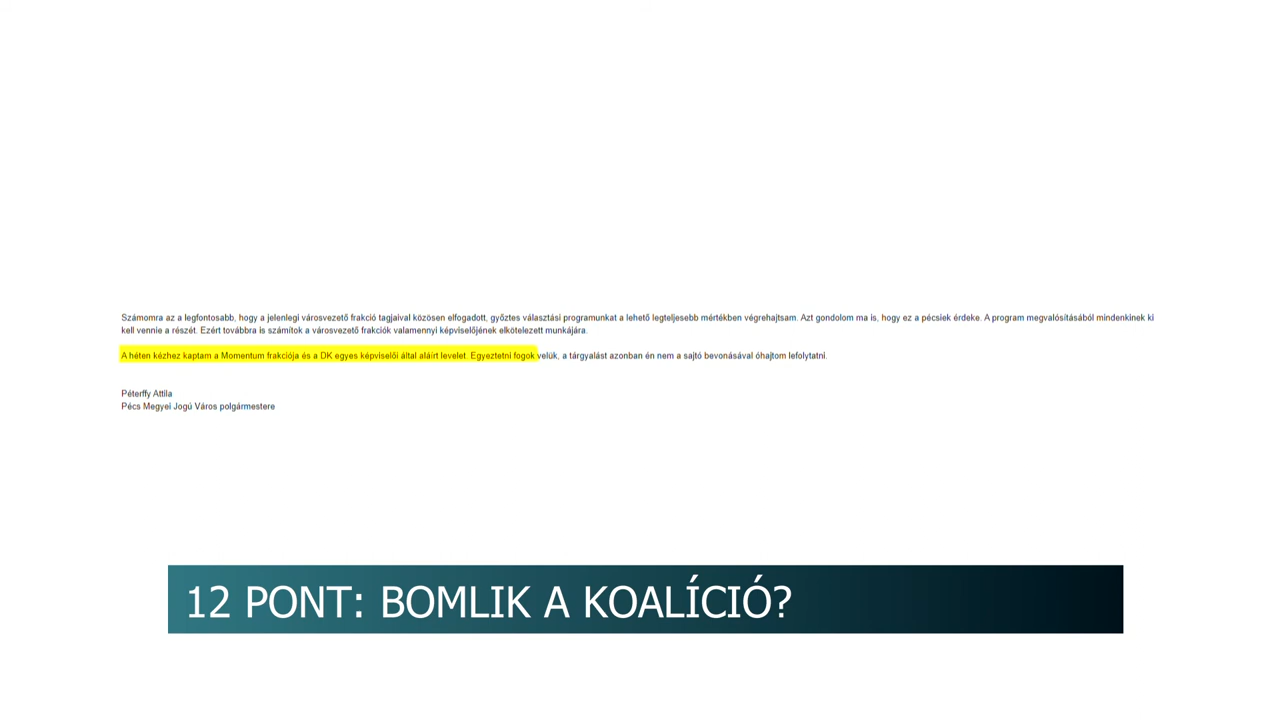 Számomra az a legfontosabb, hogy a jelenlegi városvezető frakció tagjaival közösen elfogadott, győztes választási programunkat a lehető legteljesebb mértékben végrehajtsam. Azt gondolom ma is, hogy ez a pécsiek érdeke. A program megvalósításából mindenkinek ki
kell vennie a részét. Ezért továbbra is számítok a városvezető frakciók valamennyi képviselőjének elkötelezett munkájára.
A héten kézhez kaptam a Momentum frakciója és a DK egyes képviselői által aláírt levelet. Egyeztetni fogok velük, a tárgyalást azonban én nem a sajtó bevonásával óhajtom lefolytatni.
Péterffy Attila
Pécs Megyei Jogú Város polgármestere
12 PONT: BOMLIK A KOALÍCIÓ?